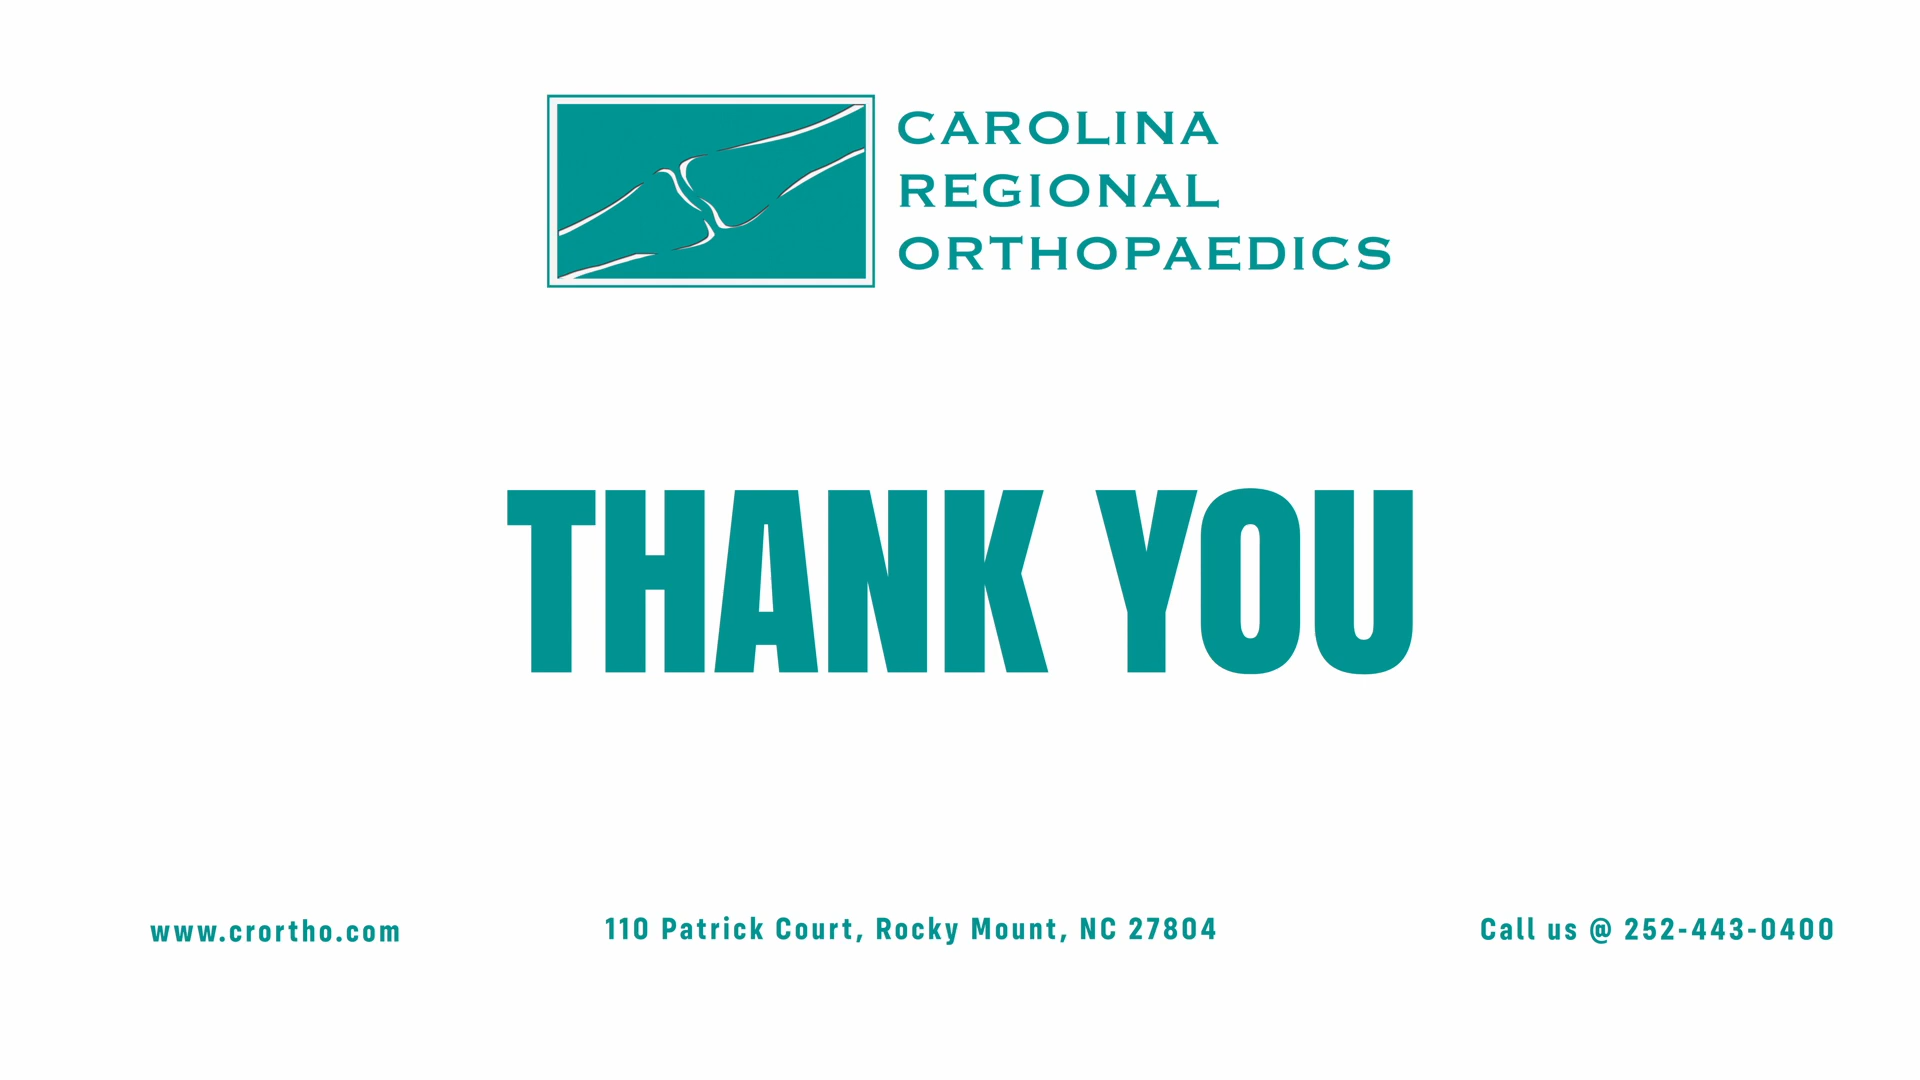 CAROLINA
REGIONAL
ORTHOPAEDICS
THANK YOU
www.crortho.com
110 Patrick Court, Rocky Mount, NC 27804
Call us @ 252-443-0400